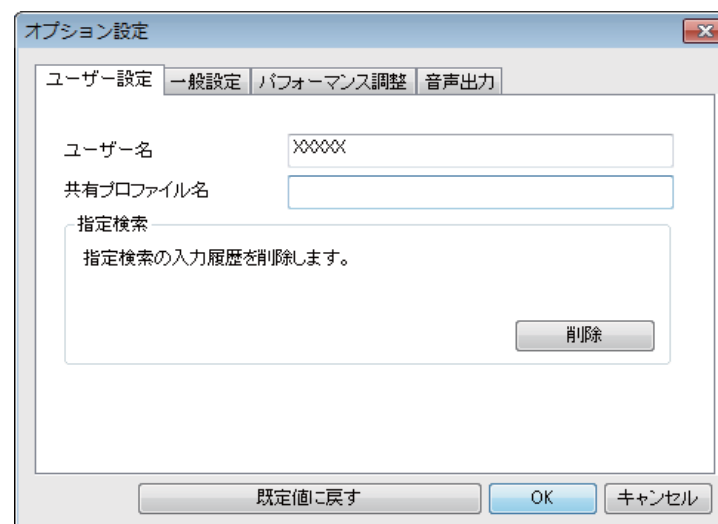 オプション設定
ユーザー設定 一般設定 パフォーマンス調整 音声出力
ユーザー名 XXXXX
共有プロファイル名
指定検索
指定検索の入力履歴を削除します。
削除
既定値に戻す OK キャンセル